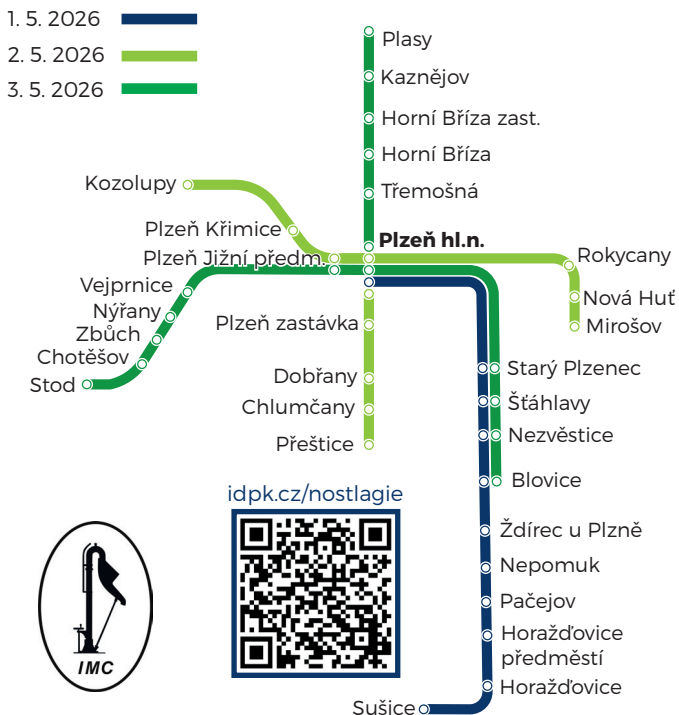 1. 5. 2026
2. 5. 2026
3. 5. 2026
Plasy
Kaznějov
Horní Bříza zast.
Horní Bříza
Třemošná
Kozolupy
Plzeň Křimice
Plzeň hl.n.
Plzeň Jižní předm.
Rokycany
Vejprnice
Nová Huť
Nýřany
Plzeň zastávka
Mirošov
Zbůch
Chotěšov
Stod
Starý Plzenec
Dobřany
Šťáhlavy
Chlumčany
Nezvěstice
Přeštice
Blovice
idpk.cz/nostlagie
Ždírec u Plzně
Nepomuk
Pačejov
Horažďovice
předměstí
IMC
Horažďovice
Sušice